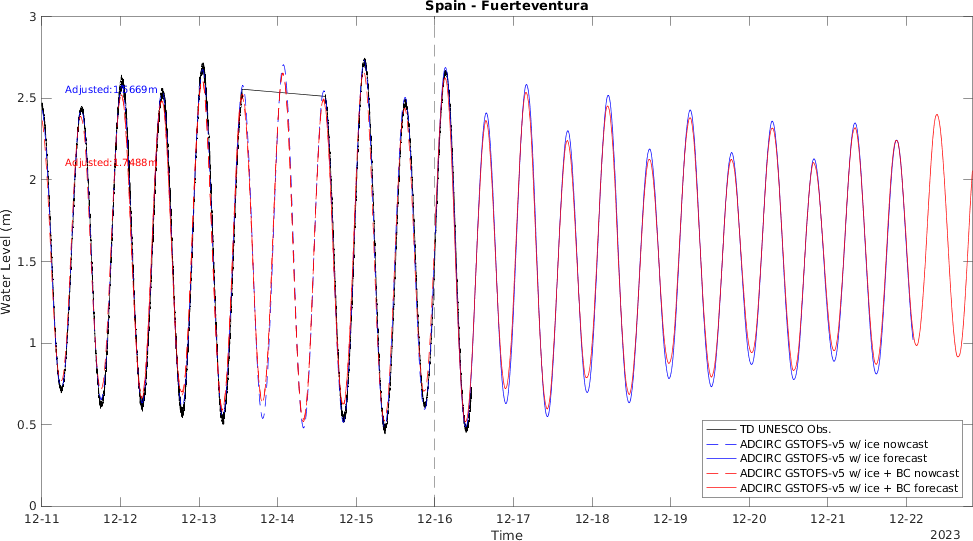 Spain - Fuerteventura
3
2.5
2
1.5
1
0.5
0
Water Level (m)
Adjusted:1.6669m
Adjusted:1.7488m
TD UNESCO Obs.
ADCIRC GSTOFS-v5 w/ ice nowcast
ADCIRC GSTOFS-v5 w/ ice forecast
ADCIRC GSTOFS-v5 w/ ice + BC nowcast
ADCIRC GSTOFS-v5 w/ ice + BC forecast
12-11 12-12 12-13 12-14 12-15 12-16 12-17 12-18 12-19 12-20 12-21 12-22
Time
2023